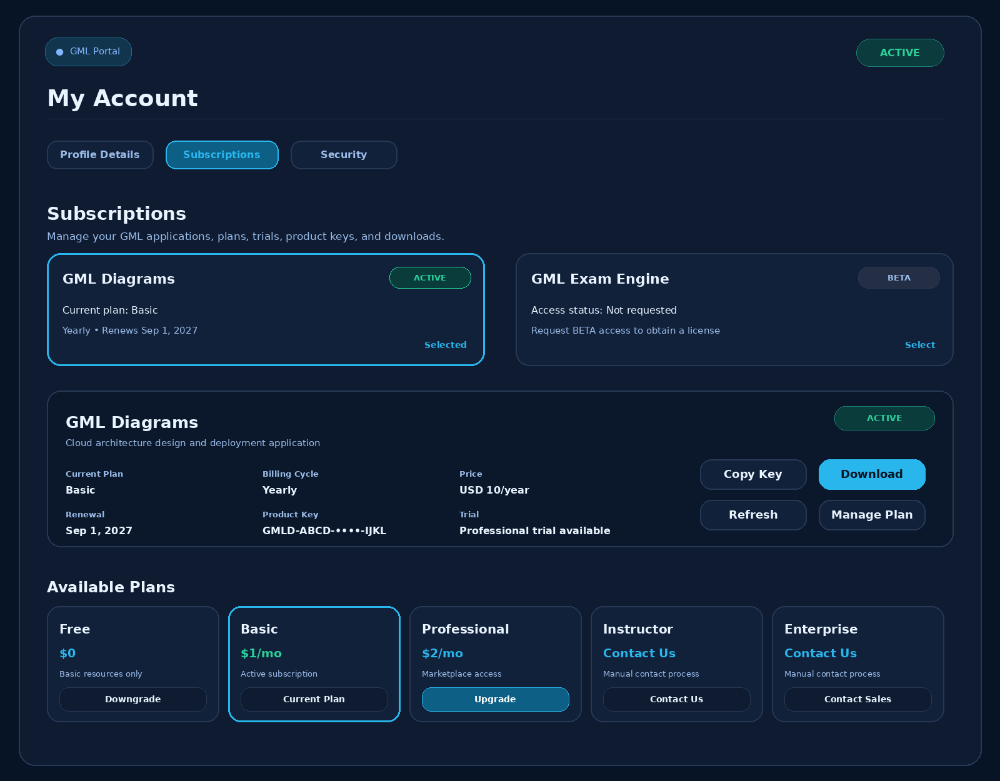 GML Portal
ACTIVE
My Account
Profile Details
Subscriptions
Security
Subscriptions
Manage your GML applications, plans, trials, product keys, and downloads.
GML Diagrams
ACTIVE
Current plan: Basic
Yearly • Renews Sep 1, 2027
Selected
GML Exam Engine
BETA
Access status: Not requested
Request BETA access to obtain a license
Select
GML Diagrams
ACTIVE
Cloud architecture design and deployment application
Current Plan
Basic
Billing Cycle
Yearly
Price
USD 10/year
Renewal
Sep 1, 2027
Product Key
GMLD-ABCD-••••-IJKL
Trial
Professional trial available
Copy Key
Download
Refresh
Manage Plan
Available Plans
Free
$0
Basic resources only
Downgrade
Basic
$1/mo
Active subscription
Current Plan
Professional
$2/mo
Marketplace access
Upgrade
Instructor
Contact Us
Manual contact process
Contact Us
Enterprise
Contact Us
Manual contact process
Contact Sales